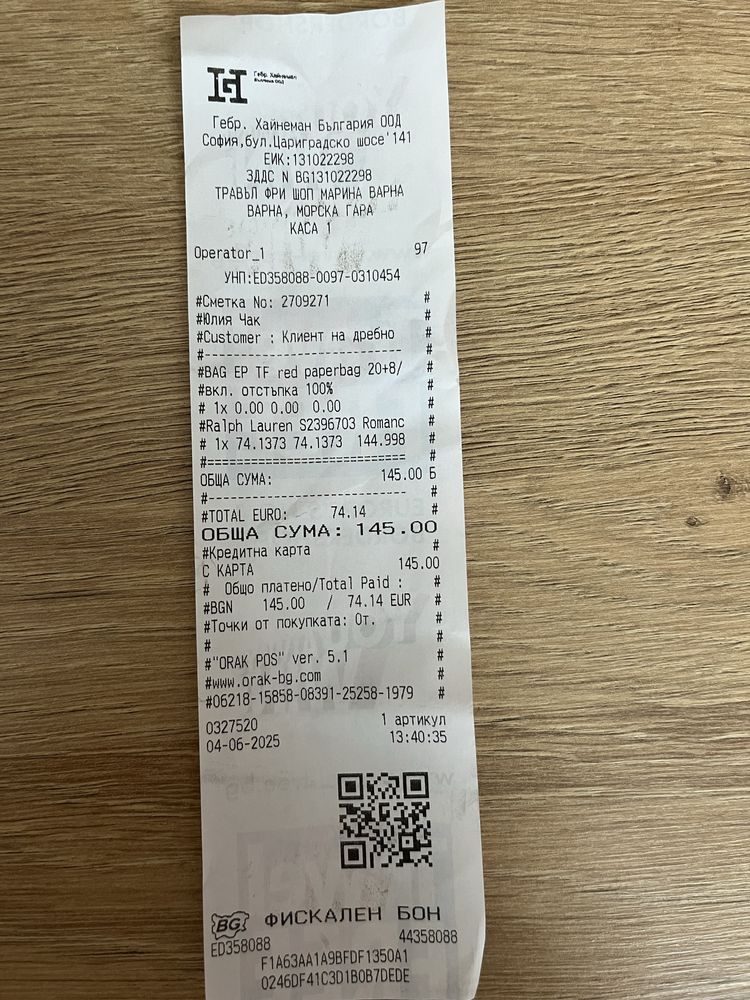 Гебр. Хайнеман
България ООД
Гебр. Хайнеман България ООД
София,бул.Цариградско шосе'141
ЕИК:131022298
ЗДДС N BG131022298
ТРАВЪЛ ФРИ ШОП МАРИНА ВАРНА
ВАРНА, МОРСКА ГАРА
КАСА 1
Operator_1 97
УНП:ED358088-0097-0310454
#Сметка No: 2709271 #
#Юлия Чак #
#Customer : Клиент на дребно #
#---------------------------- #
#BAG EP TF red paperbag 20+8/ #
#вкл. отстъпка 100% #
# 1x 0.00 0.00 0.00 #
#Ralph Lauren S2396703 Romanc #
# 1x 74.1373 74.1373 144.998 #
#============================ #
ОБЩА СУМА: 145.00 Б
#---------------------------- #
#TOTAL EURO: 74.14 #
ОБЩА СУМА: 145.00
#Кредитна карта #
С КАРТА 145.00
# Общо платено/Total Paid : #
#BGN 145.00 / 74.14 EUR #
#Точки от покупката: 0т. #
# #
#"ORAK POS" ver. 5.1 #
#www.orak-bg.com #
#06218-15858-08391-25258-1979 #
0327520 1 артикул
04-06-2025 13:40:35
BG ФИСКАЛЕН БОН
ED358088 44358088
F1A63AA1A9BFDF1350A1
0246DF41C3D1B0B7DEDE